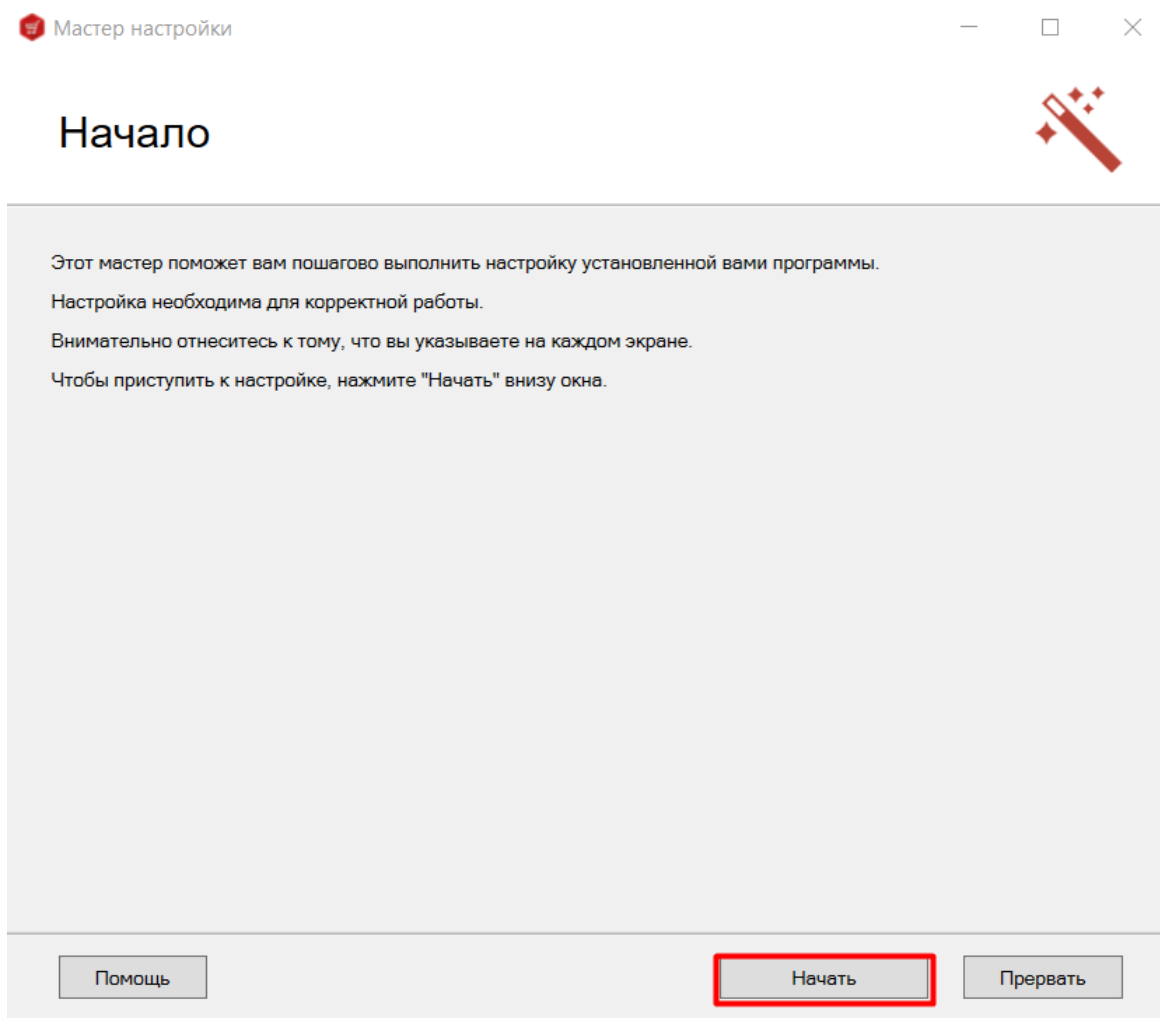 Мастер настройки
Начало
Этот мастер поможет вам пошагово выполнить настройку установленной вами программы.
Настройка необходима для корректной работы.
Внимательно отнеситесь к тому, что вы указываете на каждом экране.
Чтобы приступить к настройке, нажмите "Начать" внизу окна.
Помощь
Начать
Прервать